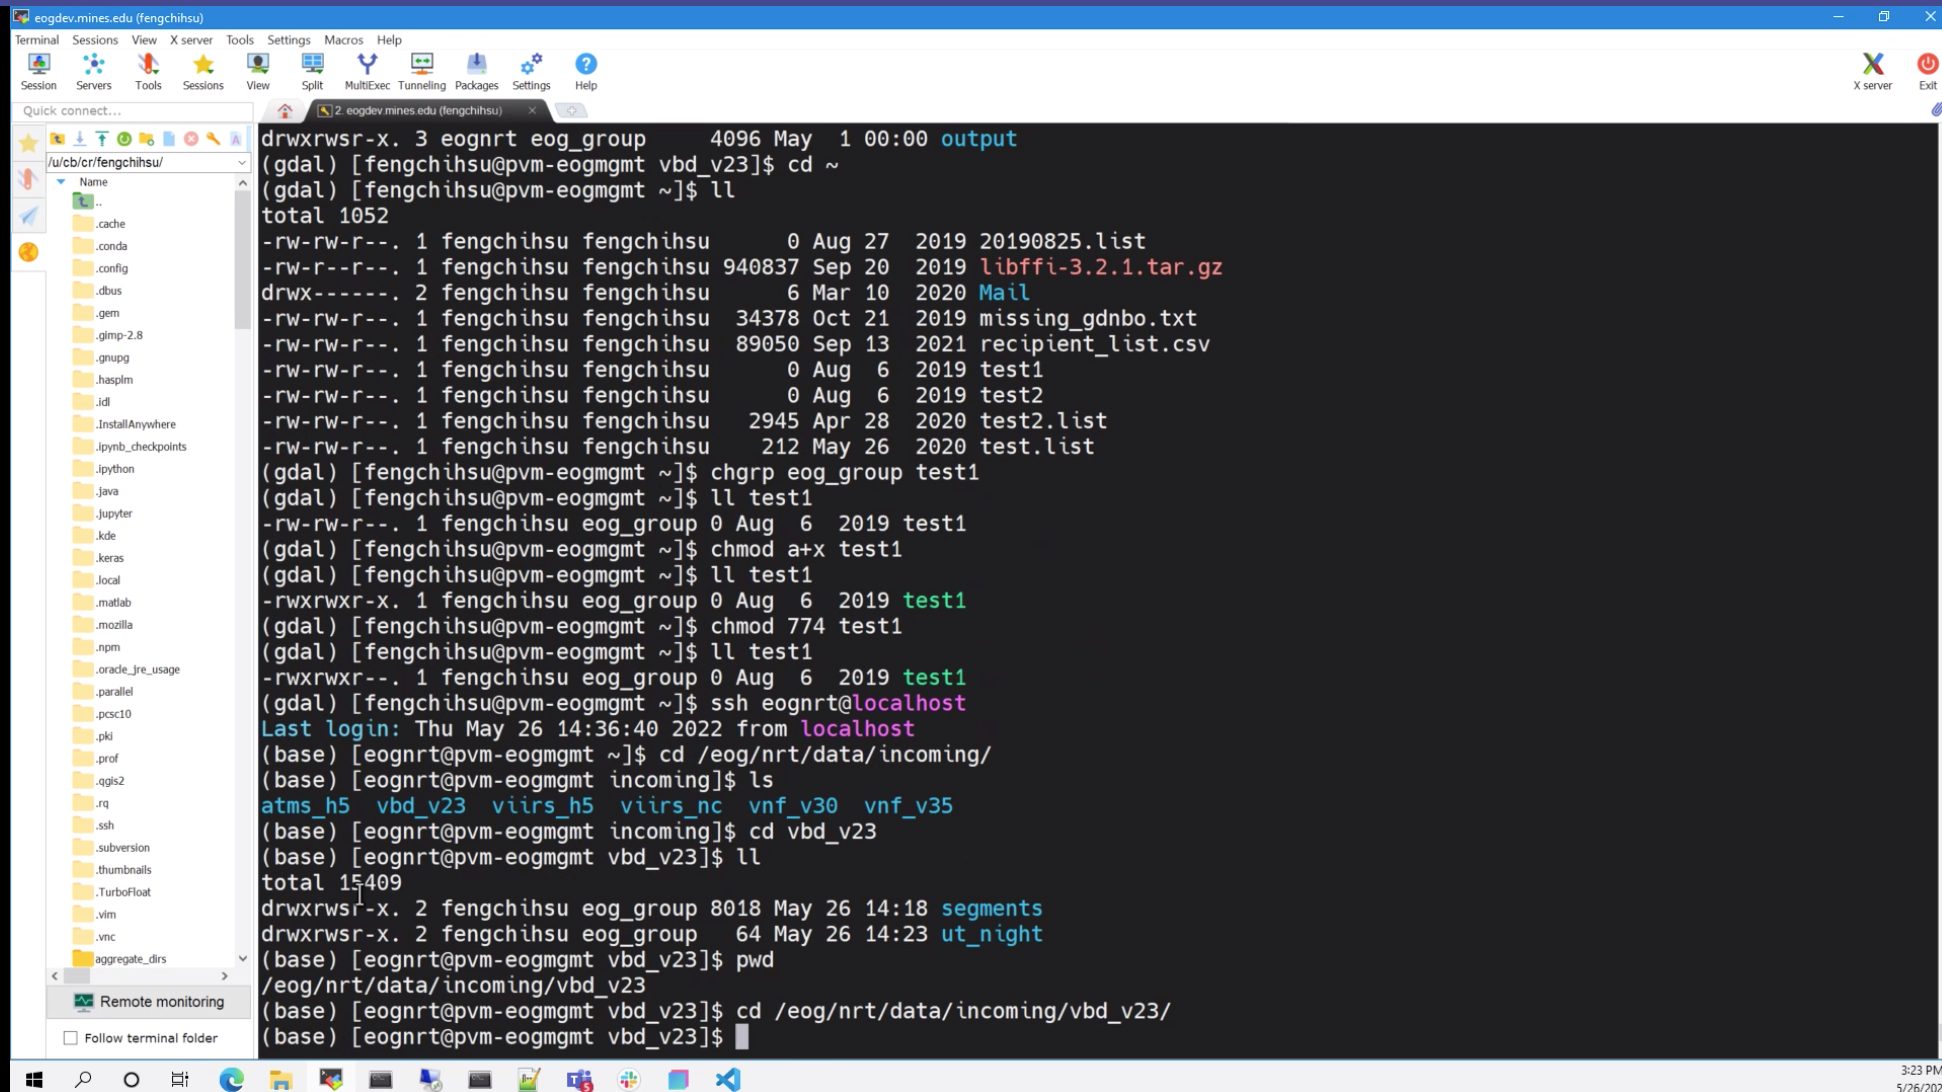 eogdev.mines.edu (fengchihsu)
Terminal Sessions View X server Tools Settings Macros Help
Session Servers Tools Sessions View Split MultiExec Tunneling Packages Settings Help X server Exit
Quick connect...
2. eogdev.mines.edu (fengchihsu)
/u/cb/cr/fengchihsu/
Name
..
.cache
.conda
.config
.dbus
.gem
.gimp-2.8
.gnupg
.hasplm
.idl
.InstallAnywhere
.ipynb_checkpoints
.ipython
.java
.jupyter
.kde
.keras
.local
.matlab
.mozilla
.npm
.oracle_jre_usage
.parallel
.pcsc10
.pki
.prof
.qgis2
.rq
.ssh
.subversion
.thumbnails
.TurboFloat
.vim
.vnc
aggregate_dirs
Remote monitoring
Follow terminal folder
drwxrwsr-x. 3 eognrt eog_group 4096 May 1 00:00 output
(gdal) [fengchihsu@pvm-eogmgmt vbd_v23]$ cd ~
(gdal) [fengchihsu@pvm-eogmgmt ~]$ ll
total 1052
-rw-rw-r--. 1 fengchihsu fengchihsu 0 Aug 27 2019 20190825.list
-rw-r--r--. 1 fengchihsu fengchihsu 940837 Sep 20 2019 libffi-3.2.1.tar.gz
drwx------. 2 fengchihsu fengchihsu 6 Mar 10 2020 Mail
-rw-rw-r--. 1 fengchihsu fengchihsu 34378 Oct 21 2019 missing_gdnbo.txt
-rw-rw-r--. 1 fengchihsu fengchihsu 89050 Sep 13 2021 recipient_list.csv
-rw-rw-r--. 1 fengchihsu fengchihsu 0 Aug 6 2019 test1
-rw-rw-r--. 1 fengchihsu fengchihsu 0 Aug 6 2019 test2
-rw-rw-r--. 1 fengchihsu fengchihsu 2945 Apr 28 2020 test2.list
-rw-rw-r--. 1 fengchihsu fengchihsu 212 May 26 2020 test.list
(gdal) [fengchihsu@pvm-eogmgmt ~]$ chgrp eog_group test1
(gdal) [fengchihsu@pvm-eogmgmt ~]$ ll test1
-rw-rw-r--. 1 fengchihsu eog_group 0 Aug 6 2019 test1
(gdal) [fengchihsu@pvm-eogmgmt ~]$ chmod a+x test1
(gdal) [fengchihsu@pvm-eogmgmt ~]$ ll test1
-rwxrwxr-x. 1 fengchihsu eog_group 0 Aug 6 2019 test1
(gdal) [fengchihsu@pvm-eogmgmt ~]$ chmod 774 test1
(gdal) [fengchihsu@pvm-eogmgmt ~]$ ll test1
-rwxrwxr--. 1 fengchihsu eog_group 0 Aug 6 2019 test1
(gdal) [fengchihsu@pvm-eogmgmt ~]$ ssh eognrt@localhost
Last login: Thu May 26 14:36:40 2022 from localhost
(base) [eognrt@pvm-eogmgmt ~]$ cd /eog/nrt/data/incoming/
(base) [eognrt@pvm-eogmgmt incoming]$ ls
atms_h5 vbd_v23 viirs_h5 viirs_nc vnf_v30 vnf_v35
(base) [eognrt@pvm-eogmgmt incoming]$ cd vbd_v23
(base) [eognrt@pvm-eogmgmt vbd_v23]$ ll
total 15409
drwxrwsr-x. 2 fengchihsu eog_group 8018 May 26 14:18 segments
drwxrwsr-x. 2 fengchihsu eog_group 64 May 26 14:23 ut_night
(base) [eognrt@pvm-eogmgmt vbd_v23]$ pwd
/eog/nrt/data/incoming/vbd_v23
(base) [eognrt@pvm-eogmgmt vbd_v23]$ cd /eog/nrt/data/incoming/vbd_v23/
(base) [eognrt@pvm-eogmgmt vbd_v23]$
3:23 PM